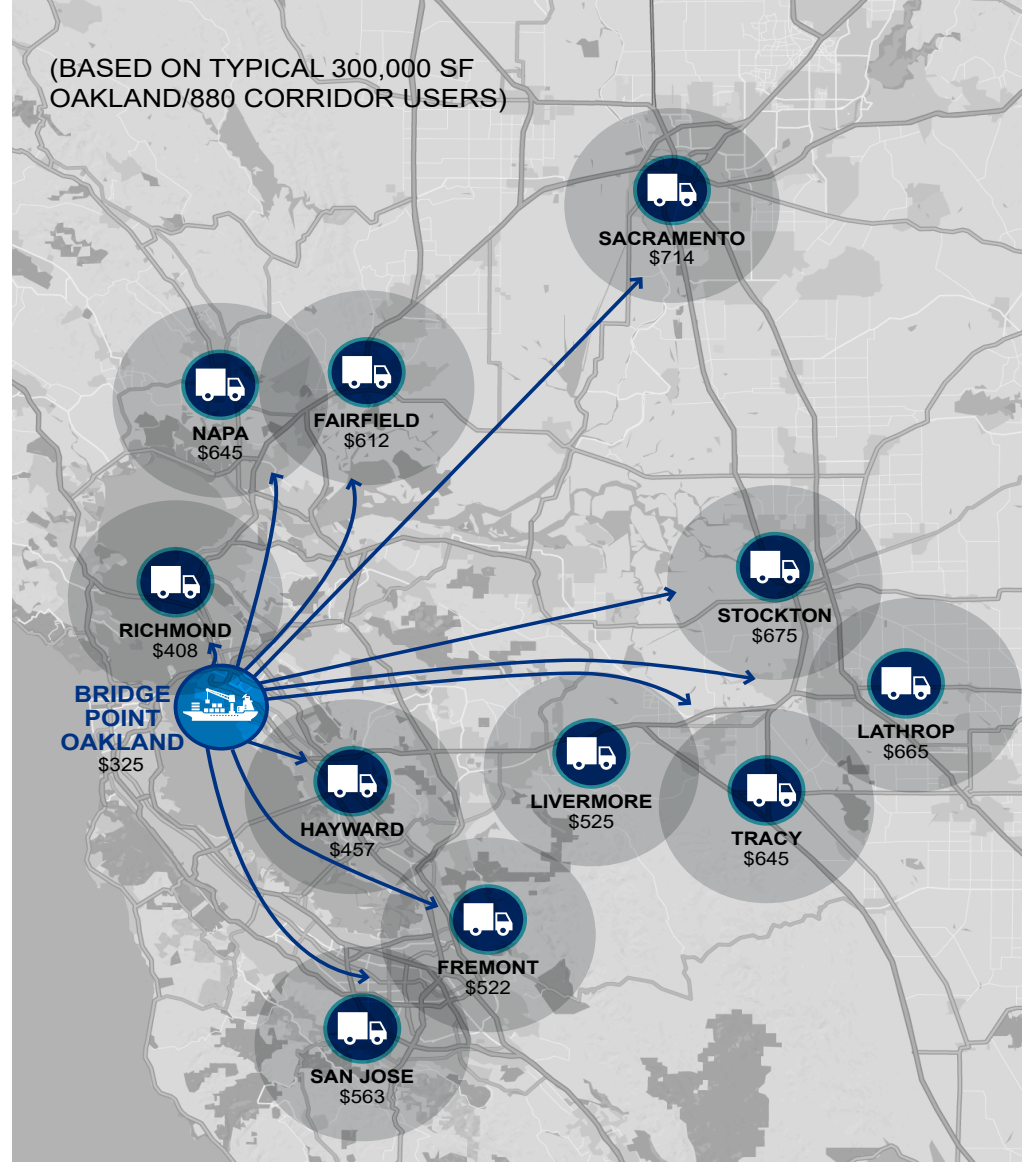 (BASED ON TYPICAL 300,000 SF
OAKLAND/880 CORRIDOR USERS)
SACRAMENTO
$714
NAPA
$645
FAIRFIELD
$612
RICHMOND
$408
STOCKTON
$675
BRIDGE
POINT
OAKLAND
$325
LATHROP
$665
HAYWARD
$457
LIVERMORE
$525
TRACY
$645
FREMONT
$522
SAN JOSE
$563